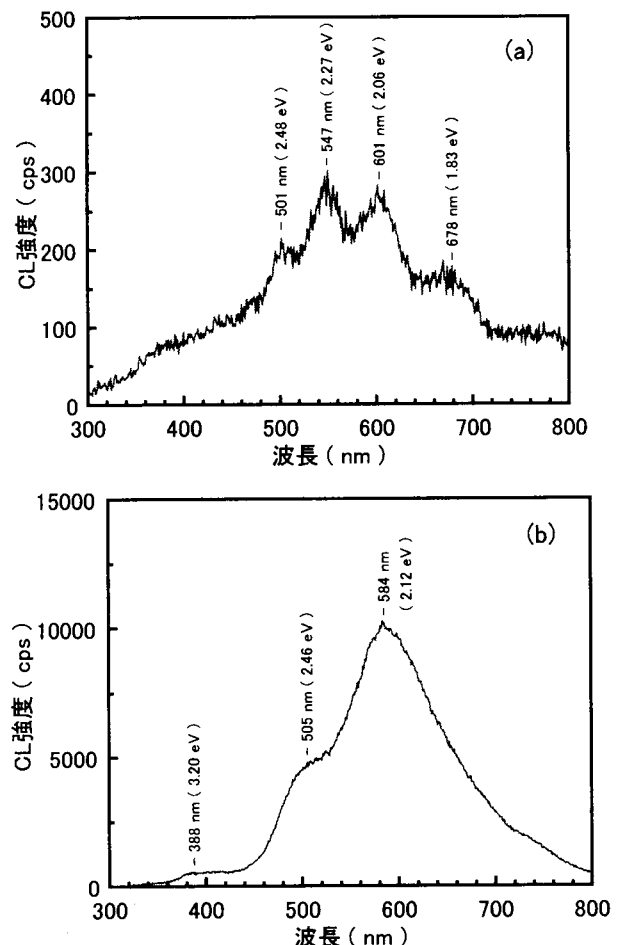 500
(a)
400
300
200
100
0
CL強度 ( cps )
501 nm ( 2.48 eV )
547 nm ( 2.27 eV )
601 nm ( 2.06 eV )
678 nm ( 1.83 eV )
300 400 500 600 700 800
波長 ( nm )
15000
(b)
10000
5000
0
CL強度 ( cps )
388 nm ( 3.20 eV )
505 nm ( 2.46 eV )
584 nm
( 2.12 eV )
300 400 500 600 700 800
波長 ( nm )